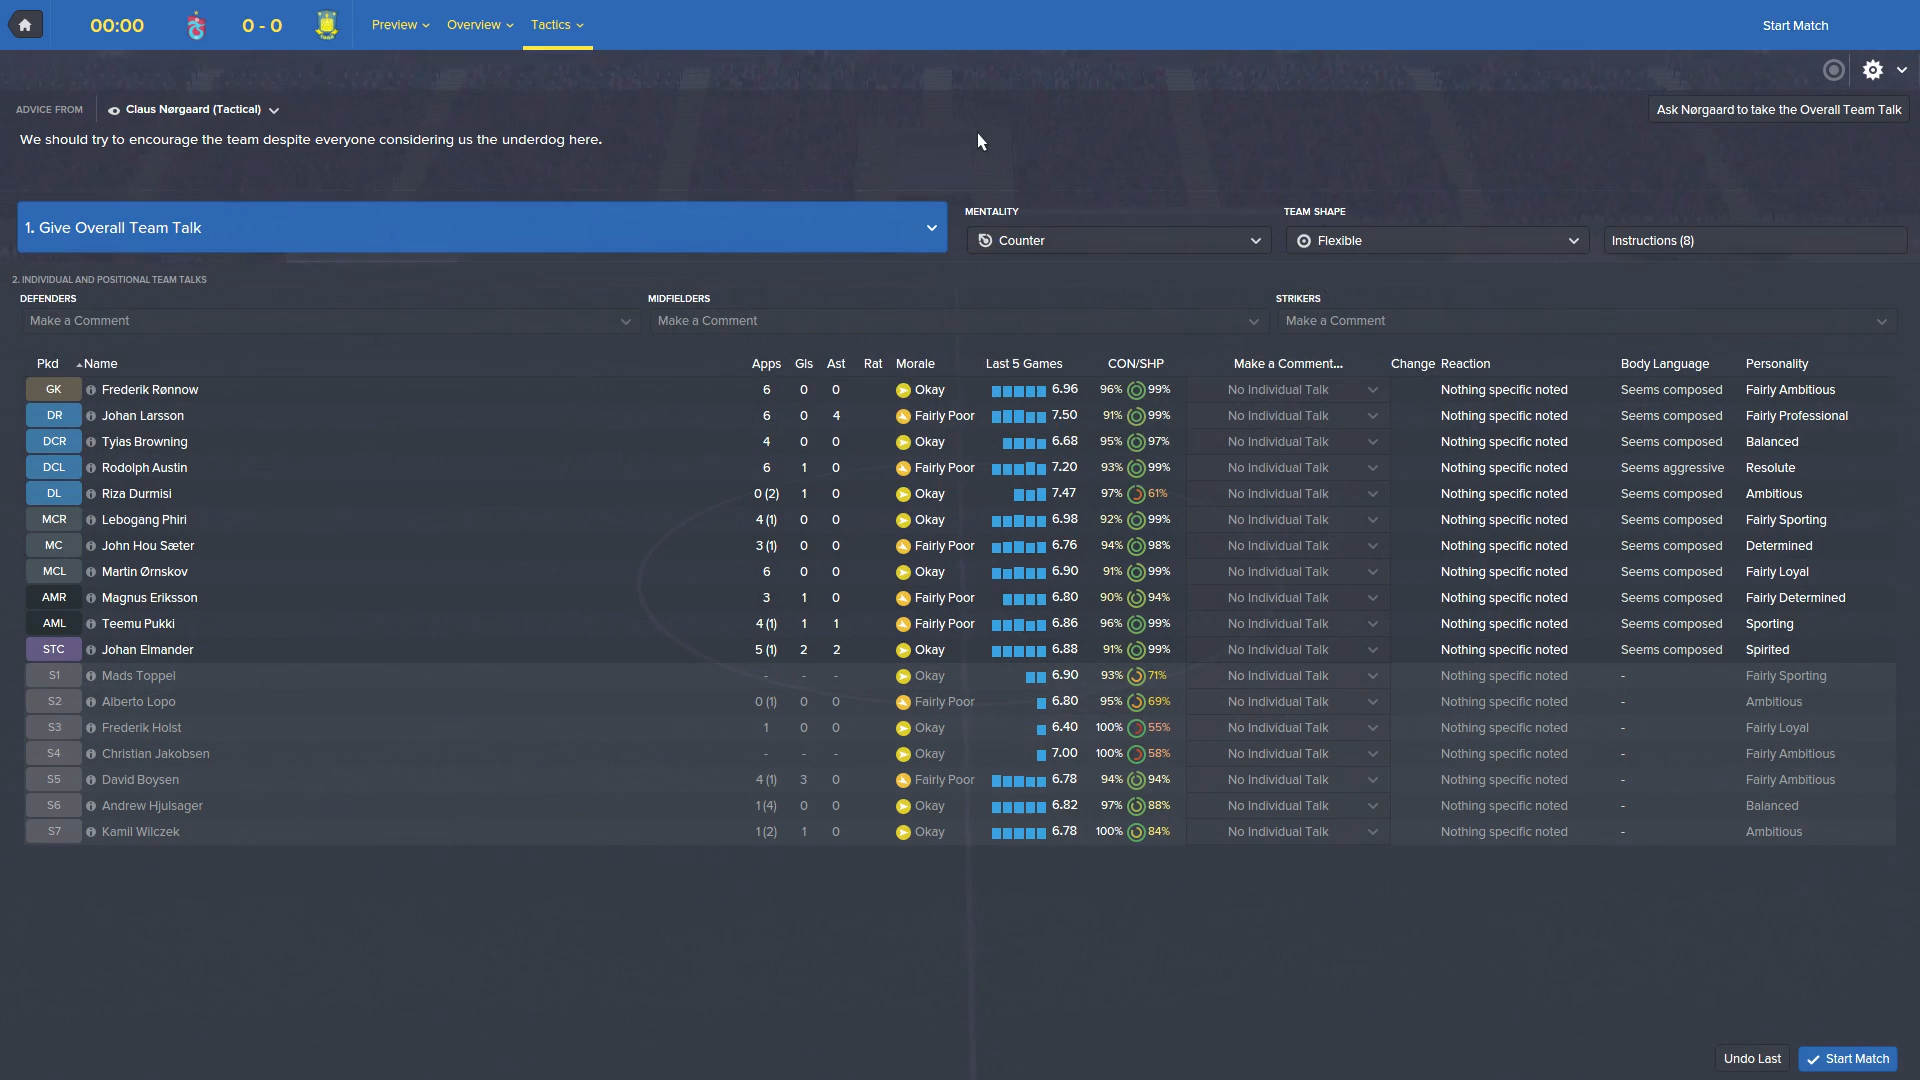 00:00 0 - 0 Preview Overview Tactics Start Match
ADVICE FROM Claus Nørgaard (Tactical) Ask Nørgaard to take the Overall Team Talk
We should try to encourage the team despite everyone considering us the underdog here.
1. Give Overall Team Talk
MENTALITY
Counter
TEAM SHAPE
Flexible
Instructions (8)
2. INDIVIDUAL AND POSITIONAL TEAM TALKS
DEFENDERS MIDFIELDERS STRIKERS
Make a Comment Make a Comment Make a Comment
Pkd Name Apps Gls Ast Rat Morale Last 5 Games CON/SHP Make a Comment... Change Reaction Body Language Personality
GK Frederik Rønnow 6 0 0 Okay 6.96 96% 99% No Individual Talk Nothing specific noted Seems composed Fairly Ambitious
DR Johan Larsson 6 0 4 Fairly Poor 7.50 91% 99% No Individual Talk Nothing specific noted Seems composed Fairly Professional
DCR Tyias Browning 4 0 0 Okay 6.68 95% 97% No Individual Talk Nothing specific noted Seems composed Balanced
DCL Rodolph Austin 6 1 0 Fairly Poor 7.20 93% 99% No Individual Talk Nothing specific noted Seems aggressive Resolute
DL Riza Durmisi 0 (2) 1 0 Okay 7.47 97% 61% No Individual Talk Nothing specific noted Seems composed Ambitious
MCR Lebogang Phiri 4 (1) 0 0 Okay 6.98 92% 99% No Individual Talk Nothing specific noted Seems composed Fairly Sporting
MC John Hou Sæter 3 (1) 0 0 Fairly Poor 6.76 94% 98% No Individual Talk Nothing specific noted Seems composed Determined
MCL Martin Ørnskov 6 0 0 Okay 6.90 91% 99% No Individual Talk Nothing specific noted Seems composed Fairly Loyal
AMR Magnus Eriksson 3 1 0 Fairly Poor 6.80 90% 94% No Individual Talk Nothing specific noted Seems composed Fairly Determined
AML Teemu Pukki 4 (1) 1 1 Fairly Poor 6.86 96% 99% No Individual Talk Nothing specific noted Seems composed Sporting
STC Johan Elmander 5 (1) 2 2 Okay 6.88 91% 99% No Individual Talk Nothing specific noted Seems composed Spirited
S1 Mads Toppel - - - Okay 6.90 93% 71% No Individual Talk Nothing specific noted - Fairly Sporting
S2 Alberto Lopo 0 (1) 0 0 Fairly Poor 6.80 95% 69% No Individual Talk Nothing specific noted - Ambitious
S3 Frederik Holst 1 0 0 Okay 6.40 100% 55% No Individual Talk Nothing specific noted - Fairly Loyal
S4 Christian Jakobsen - - - Okay 7.00 100% 58% No Individual Talk Nothing specific noted - Fairly Ambitious
S5 David Boysen 4 (1) 3 0 Fairly Poor 6.78 94% 94% No Individual Talk Nothing specific noted - Fairly Ambitious
S6 Andrew Hjulsager 1 (4) 0 0 Okay 6.82 97% 88% No Individual Talk Nothing specific noted - Balanced
S7 Kamil Wilczek 1 (2) 1 0 Okay 6.78 100% 84% No Individual Talk Nothing specific noted - Ambitious
Undo Last Start Match